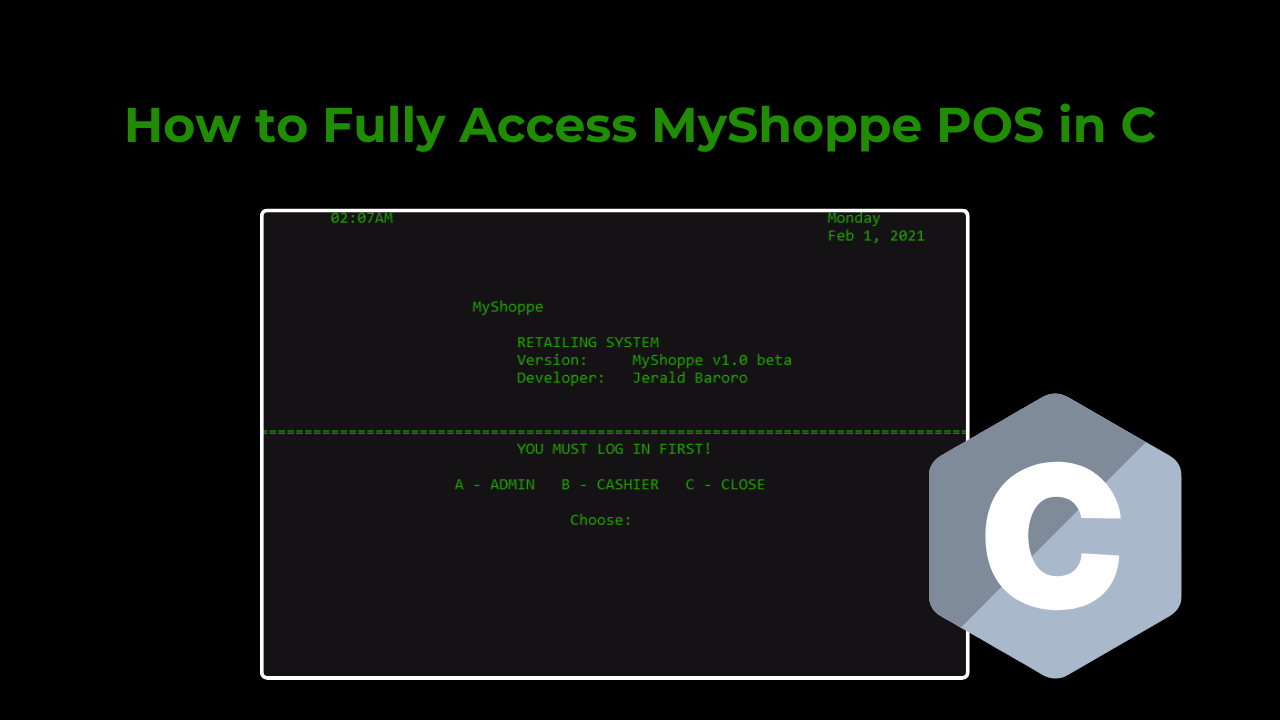 How to Fully Access MyShoppe POS in C
02:07AM Monday
Feb 1, 2021
MyShoppe
RETAILING SYSTEM
Version: MyShoppe v1.0 beta
Developer: Jerald Baroro
================================================================================
YOU MUST LOG IN FIRST!
A - ADMIN B - CASHIER C - CLOSE
Choose:
C